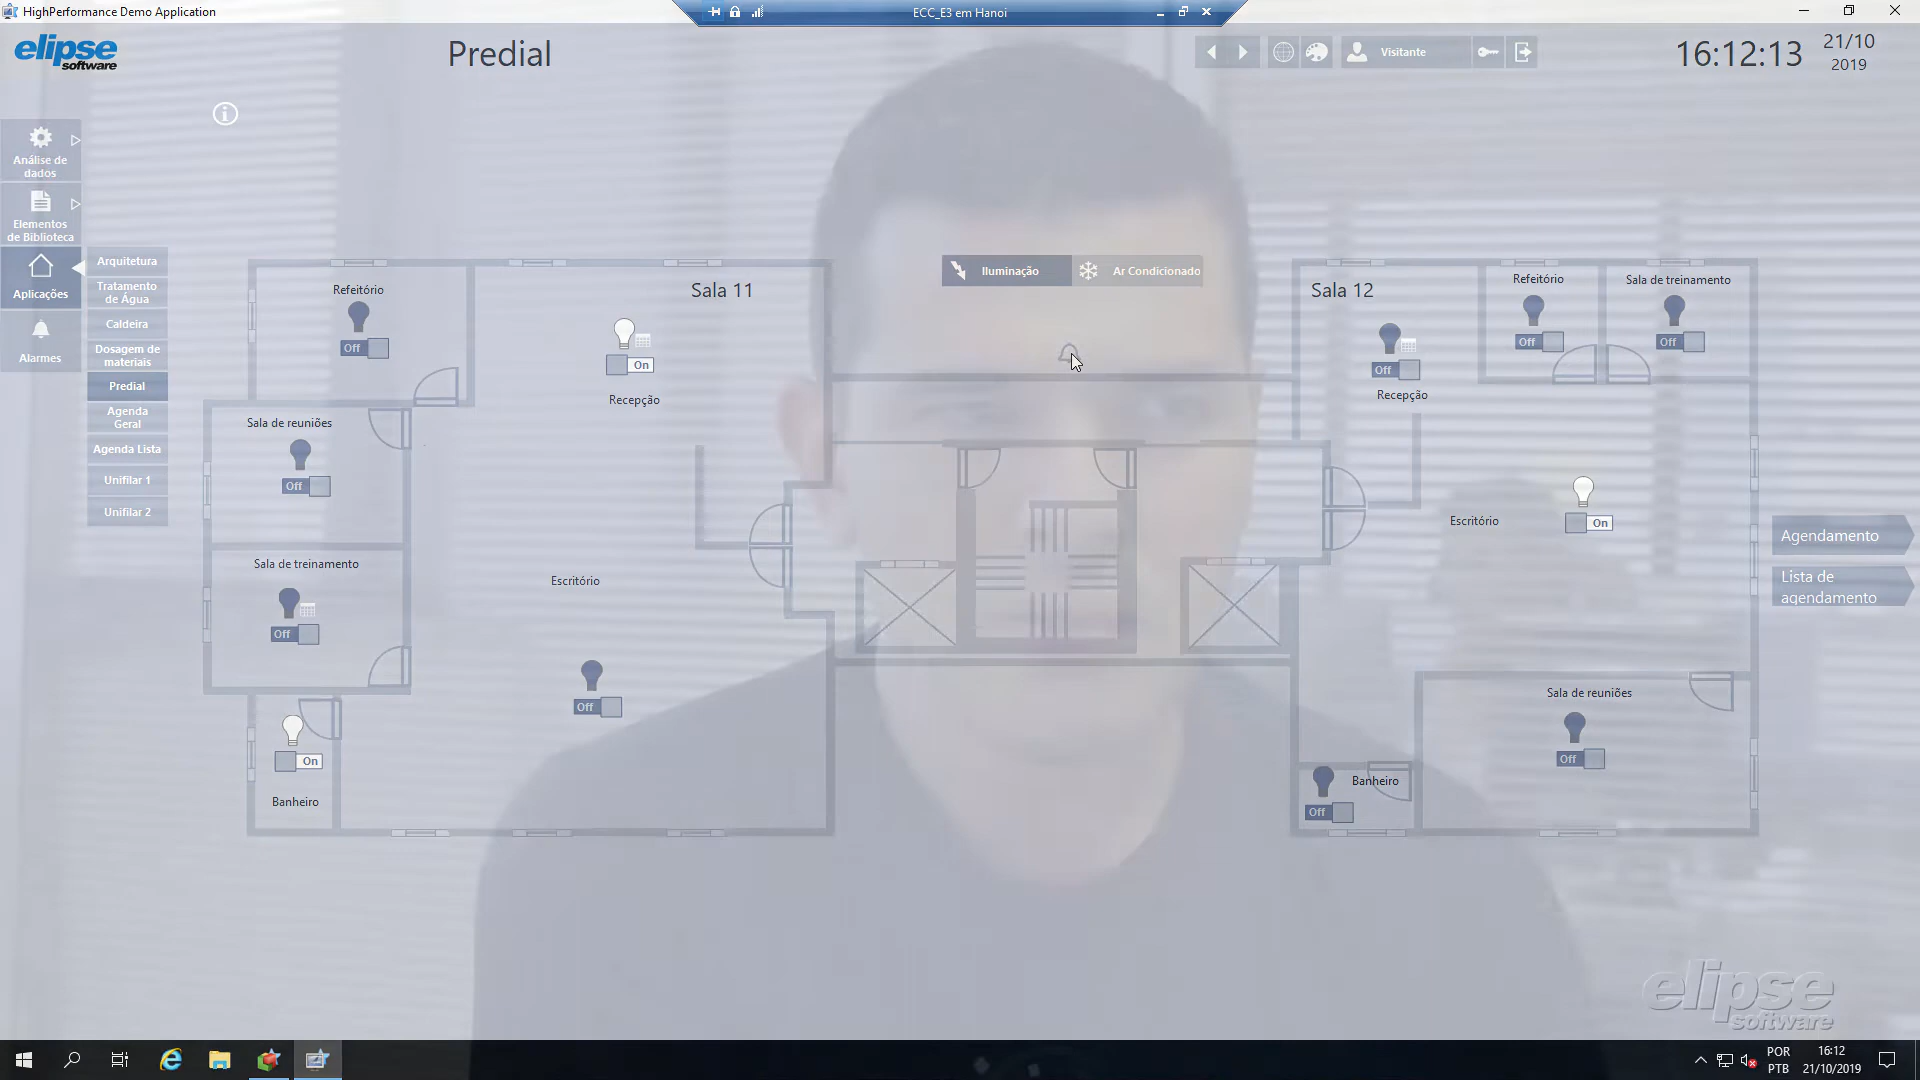 HighPerformance Demo Application
ECC_E3 em Hanoi
elipse
software
Predial
Visitante
16:12:13
21/10
2019
Análise de
dados
Elementos
de Biblioteca
Aplicações
Alarmes
Arquitetura
Tratamento
de Água
Caldeira
Dosagem de
materiais
Predial
Agenda
Geral
Agenda Lista
Unifilar 1
Unifilar 2
Iluminação
Ar Condicionado
Sala 11
Refeitório
Off
On
Recepção
Sala de reuniões
Off
Sala de treinamento
Off
Escritório
Off
On
Banheiro
Sala 12
Refeitório
Off
Sala de treinamento
Off
Off
Recepção
Escritório
On
Sala de reuniões
Off
Banheiro
Off
Agendamento
Lista de
agendamento
elipse
software
POR
PTB
16:12
21/10/2019